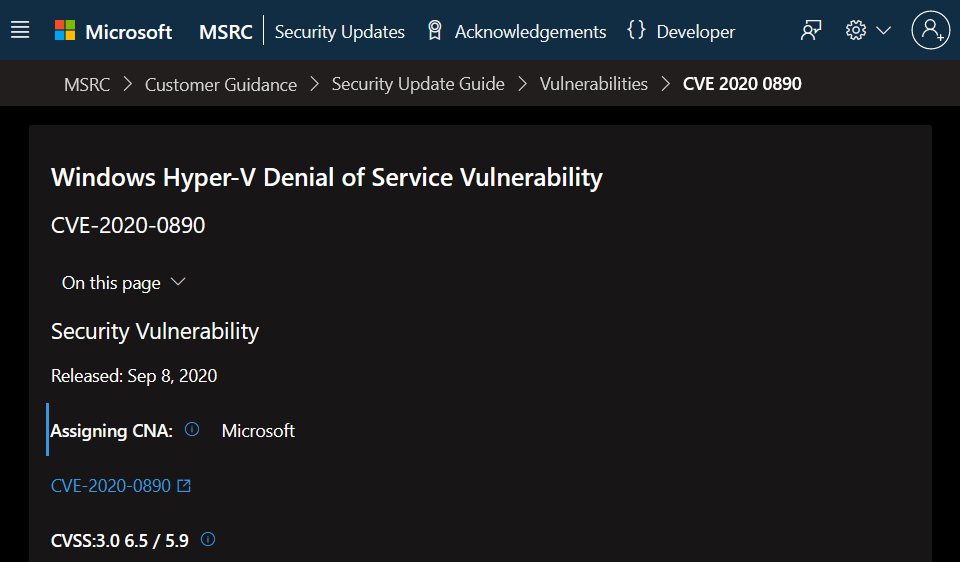 Microsoft MSRC Security Updates Acknowledgements {} Developer
MSRC > Customer Guidance > Security Update Guide > Vulnerabilities > CVE 2020 0890
Windows Hyper-V Denial of Service Vulnerability
CVE-2020-0890
On this page
Security Vulnerability
Released: Sep 8, 2020
Assigning CNA: Microsoft
CVE-2020-0890
CVSS:3.0 6.5 / 5.9